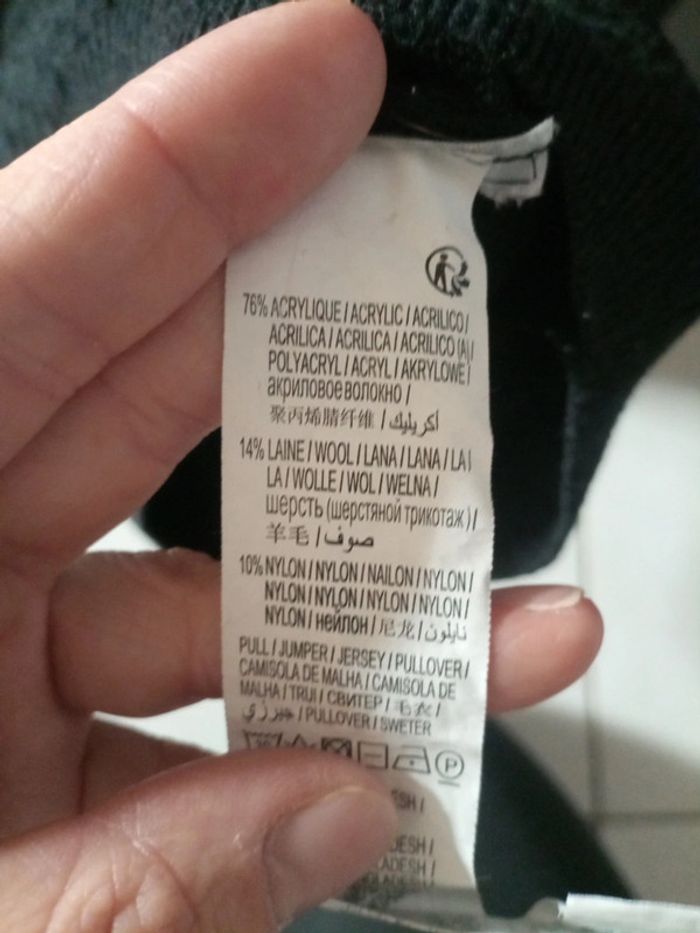 76% ACRYLIQUE / ACRYLIC / ACRILICO /
ACRILICA / ACRILICA / ACRILICO (A) /
POLYACRYL / ACRYL / AKRYLOWE /
акриловое волокно /
聚丙烯腈纤维 / أكريليك
14% LAINE / WOOL / LANA / LANA / LA /
LA / WOLLE / WOL / WELNA /
шерсть (шерстяной трикотаж) /
羊毛 / صوف
10% NYLON / NYLON / NAILON / NYLON /
NYLON / NYLON / NYLON / NYLON /
NYLON / нейлон / 尼龙 / نايلون
PULL / JUMPER / JERSEY / PULLOVER /
CAMISOLA DE MALHA / CAMISOLA DE
MALHA / TRUI / СВИТЕР / 毛衣 /
جيرزي / PULLOVER / SWETER
P